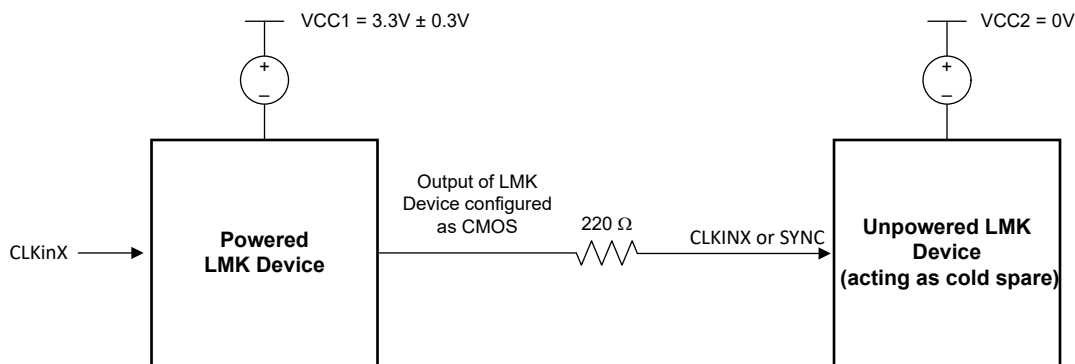 VCC1 = 3.3V ± 0.3V
VCC2 = 0V
+
–
+
–
Output of LMK
Device configured
as CMOS
220 Ω
CLKinX
Powered
LMK Device
CLKINX or SYNC
Unpowered LMK
Device
(acting as cold spare)